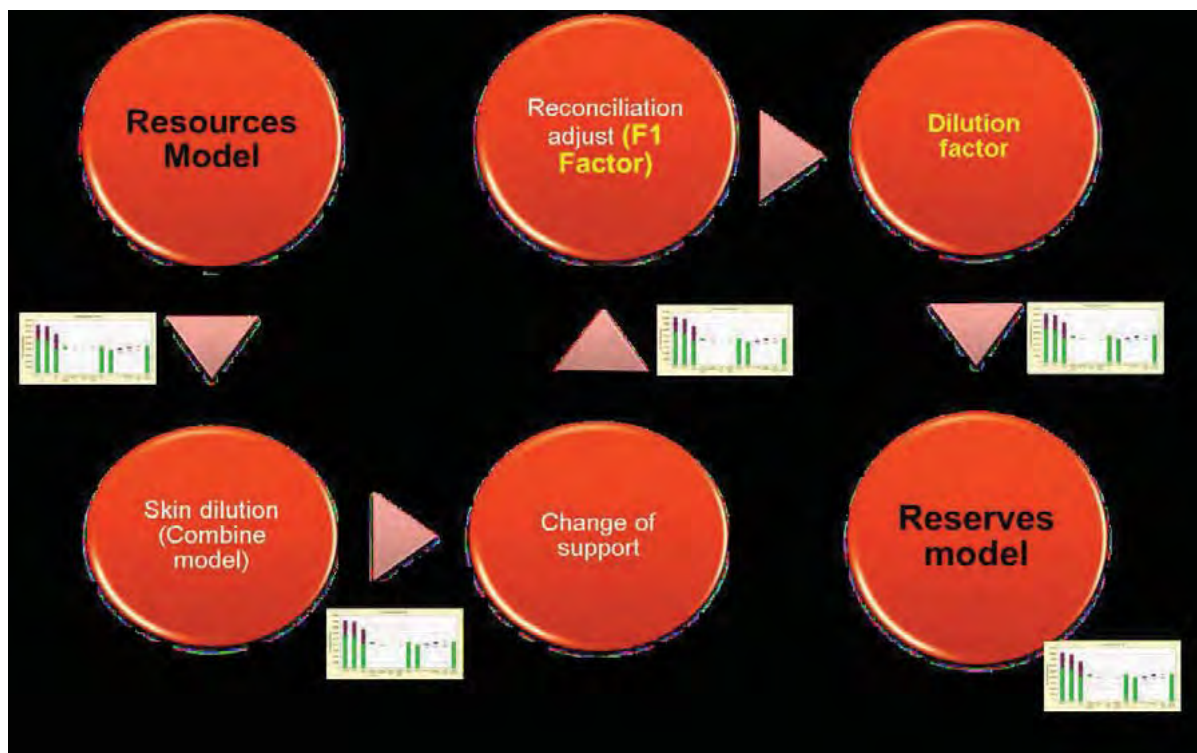 Resources
Model
Skin dilution
(Combine
model)
Change of
support
Reconciliation
adjust (F1
Factor)
Dilution
factor
Reserves
model